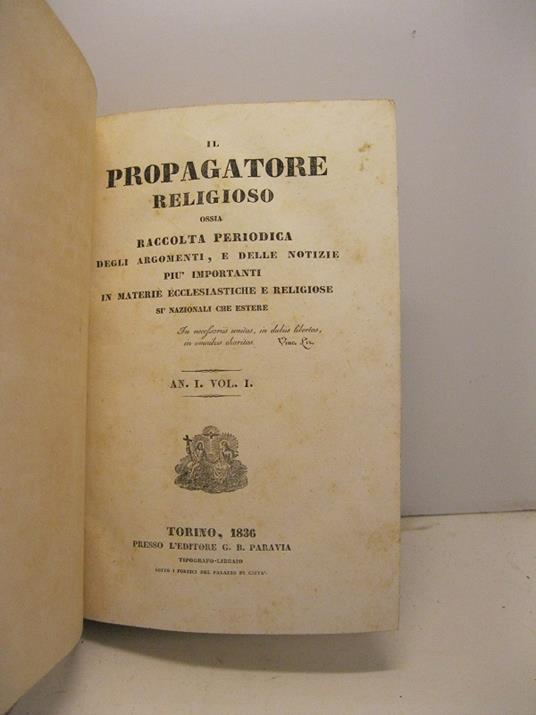 IL
PROPAGATORE
RELIGIOSO
OSSIA
RACCOLTA PERIODICA
DEGLI ARGOMENTI, E DELLE NOTIZIE
PIU' IMPORTANTI
IN MATERIE ECCLESIASTICHE E RELIGIOSE
SI' NAZIONALI CHE ESTERE
In necessariis unitas, in dubiis libertas,
in omnibus charitas. Vinc. Lir.
AN. I. VOL. I.
TORINO, 1836
PRESSO L'EDITORE G. B. PARAVIA
TIPOGRAFO-LIBRAIO
SOTTO I PORTICI DEL PALAZZO DI CITTA'.